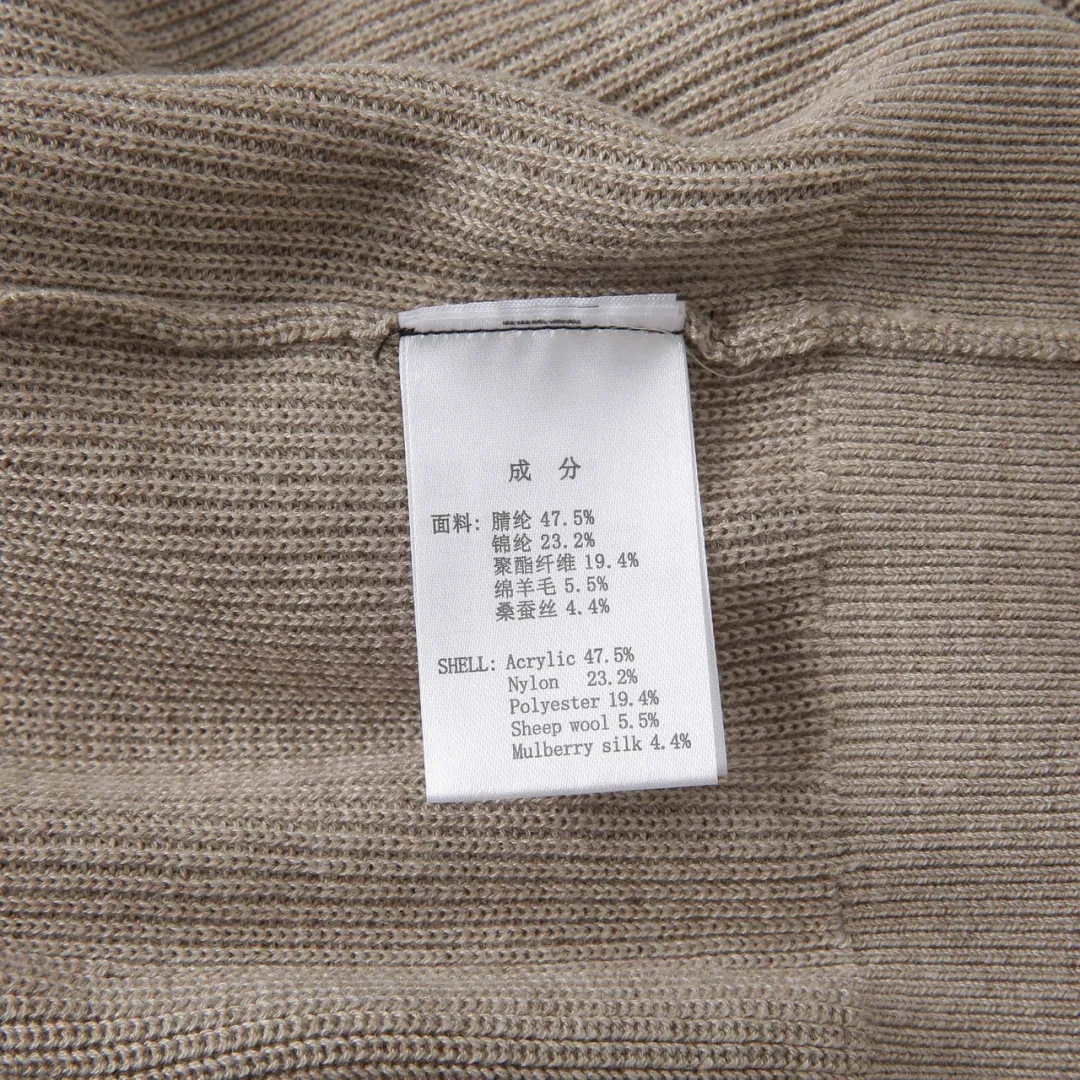 成 分
面料: 腈纶 47.5%
锦纶 23.2%
聚酯纤维 19.4%
绵羊毛 5.5%
桑蚕丝 4.4%
SHELL: Acrylic 47.5%
Nylon 23.2%
Polyester 19.4%
Sheep wool 5.5%
Mulberry silk 4.4%